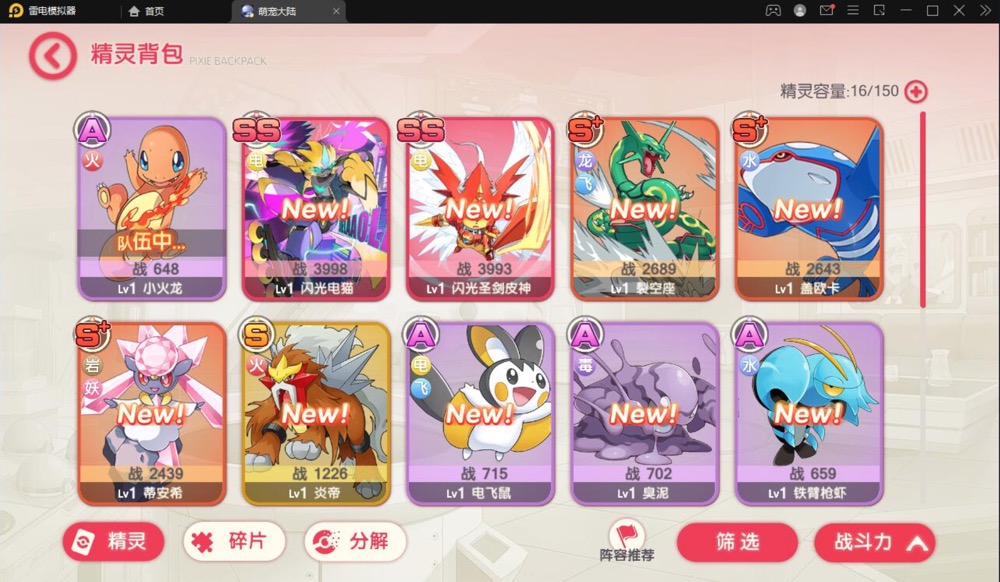 雷电模拟器 首页 萌宠大陆
精灵背包 PIXIE BACKPACK
精灵容量:16/150
A 火 队伍中... 战 648 Lv1 小火龙
SS 电 New! 战 3998 Lv1 闪光电猫
SS 电 New! 战 3993 Lv1 闪光圣剑皮神
S+ 龙 飞 New! 战 2689 Lv1 裂空座
S+ 水 New! 战 2643 Lv1 盖欧卡
S+ 岩 妖 New! 战 2439 Lv1 蒂安希
S 火 New! 战 1226 Lv1 炎帝
A 电 飞 New! 战 715 Lv1 电飞鼠
A 毒 New! 战 702 Lv1 臭泥
A 水 New! 战 659 Lv1 铁臂枪虾
精灵 碎片 分解 阵容推荐 筛选 战斗力